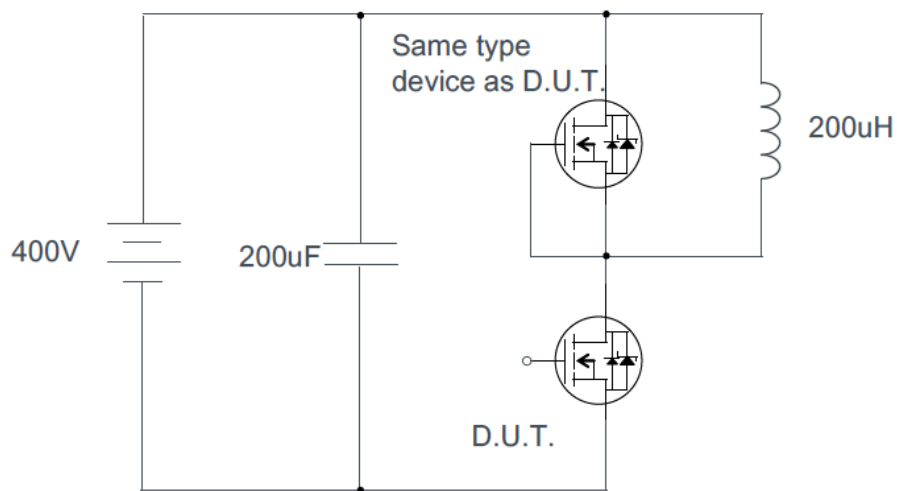 Same type
device as D.U.T.
200uH
400V
200uF
D.U.T.